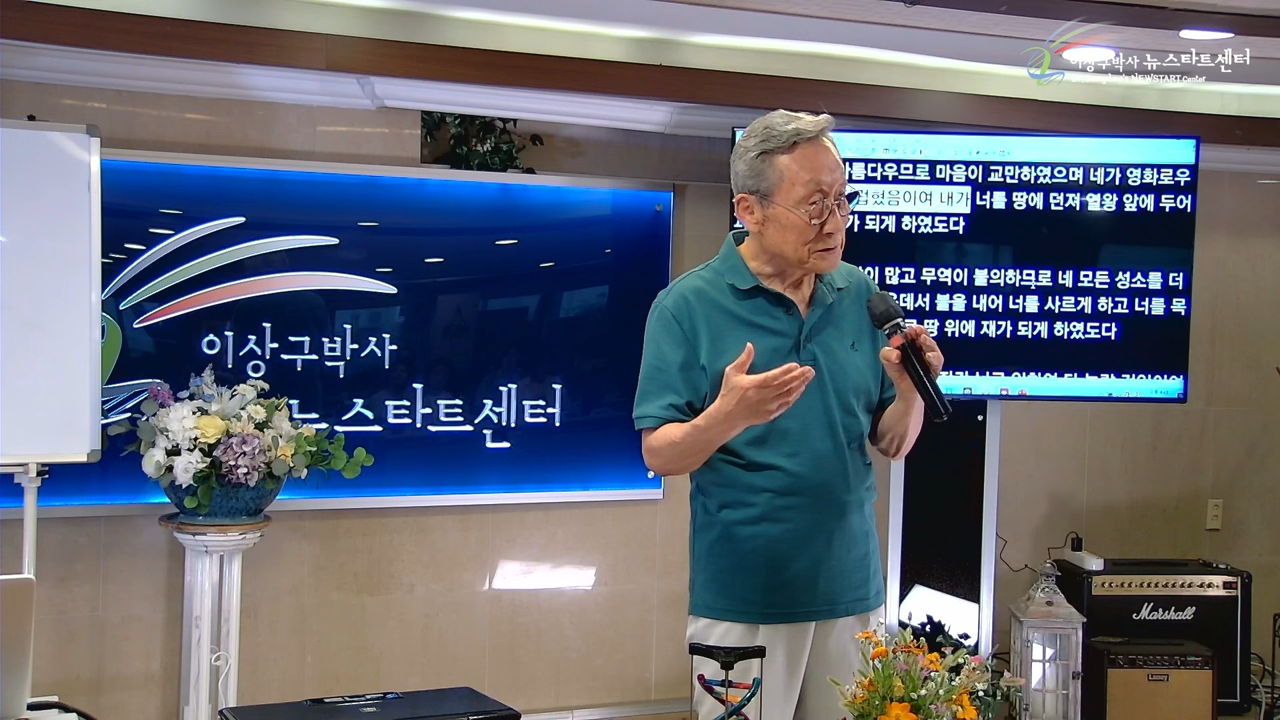 이상구박사 뉴스타트센터
NEWSTART Center
름다우므로 마음이 교만하였으며 네가 영화로우
럽혔음이여 내가 너를 땅에 던져 열왕 앞에 두어
가 되게 하였도다
이 많고 무역이 불의하므로 네 모든 성소를 더
데서 불을 내어 너를 사르게 하고 너를 목
땅 위에 재가 되게 하였도다
이상구박사
뉴스타트센터
Marshall
Laney